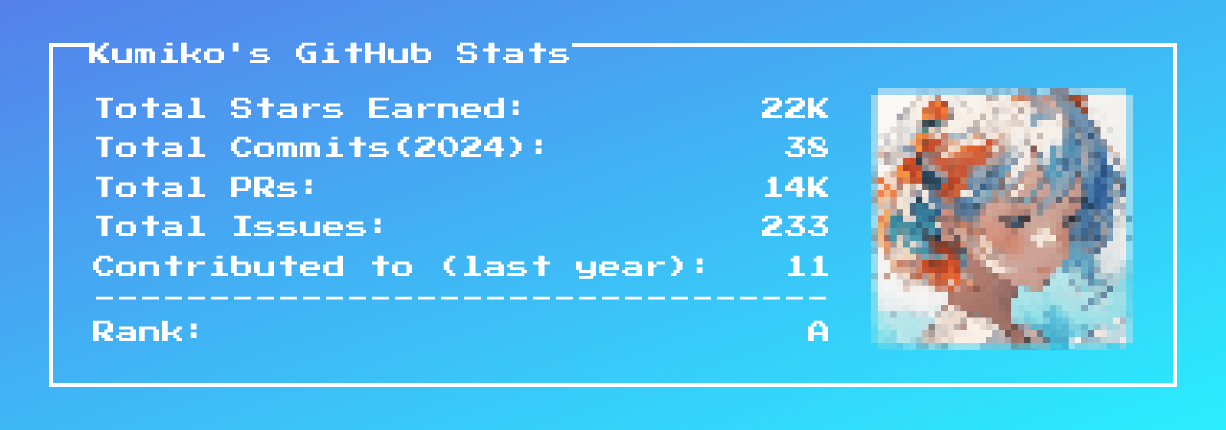 Kumiko's GitHub Stats
Total Stars Earned: 22K
Total Commits(2024): 38
Total PRs: 14K
Total Issues: 233
Contributed to (last year): 11
Rank: A